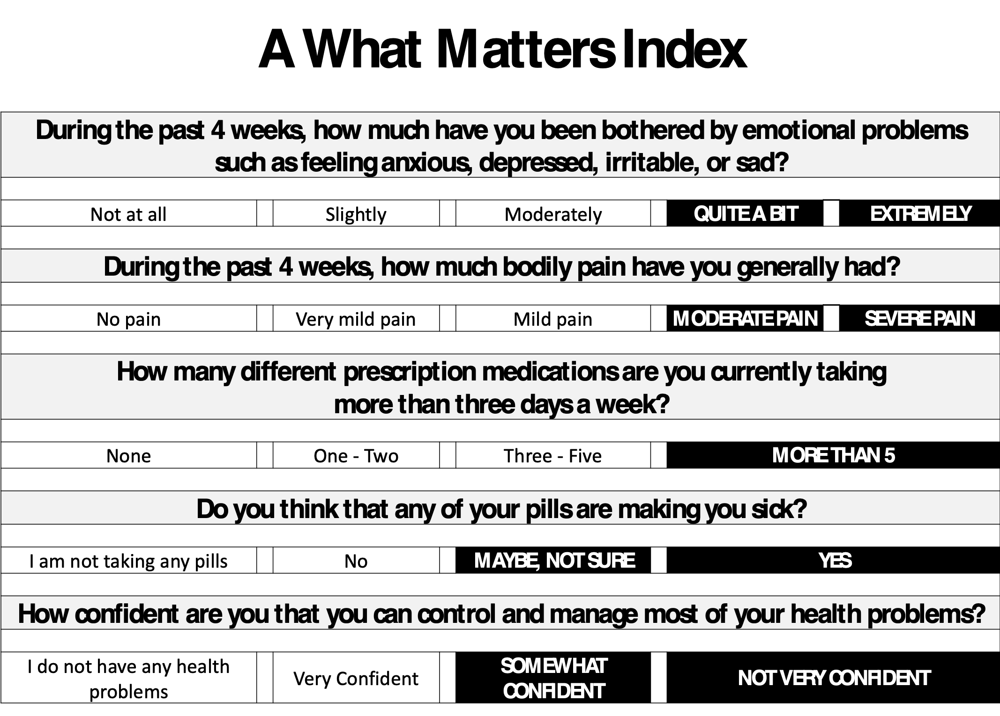 A What Matters Index
During the past 4 weeks, how much have you been bothered by emotional problems
such as feeling anxious, depressed, irritable, or sad?
Not at all Slightly Moderately QUITE A BIT EXTREMELY
During the past 4 weeks, how much bodily pain have you generally had?
No pain Very mild pain Mild pain MODERATE PAIN SEVERE PAIN
How many different prescription medications are you currently taking
more than three days a week?
None One - Two Three - Five MORE THAN 5
Do you think that any of your pills are making you sick?
I am not taking any pills No MAYBE, NOT SURE YES
How confident are you that you can control and manage most of your health problems?
I do not have any health
problems
Very Confident
SOMEWHAT
CONFIDENT
NOT VERY CONFIDENT